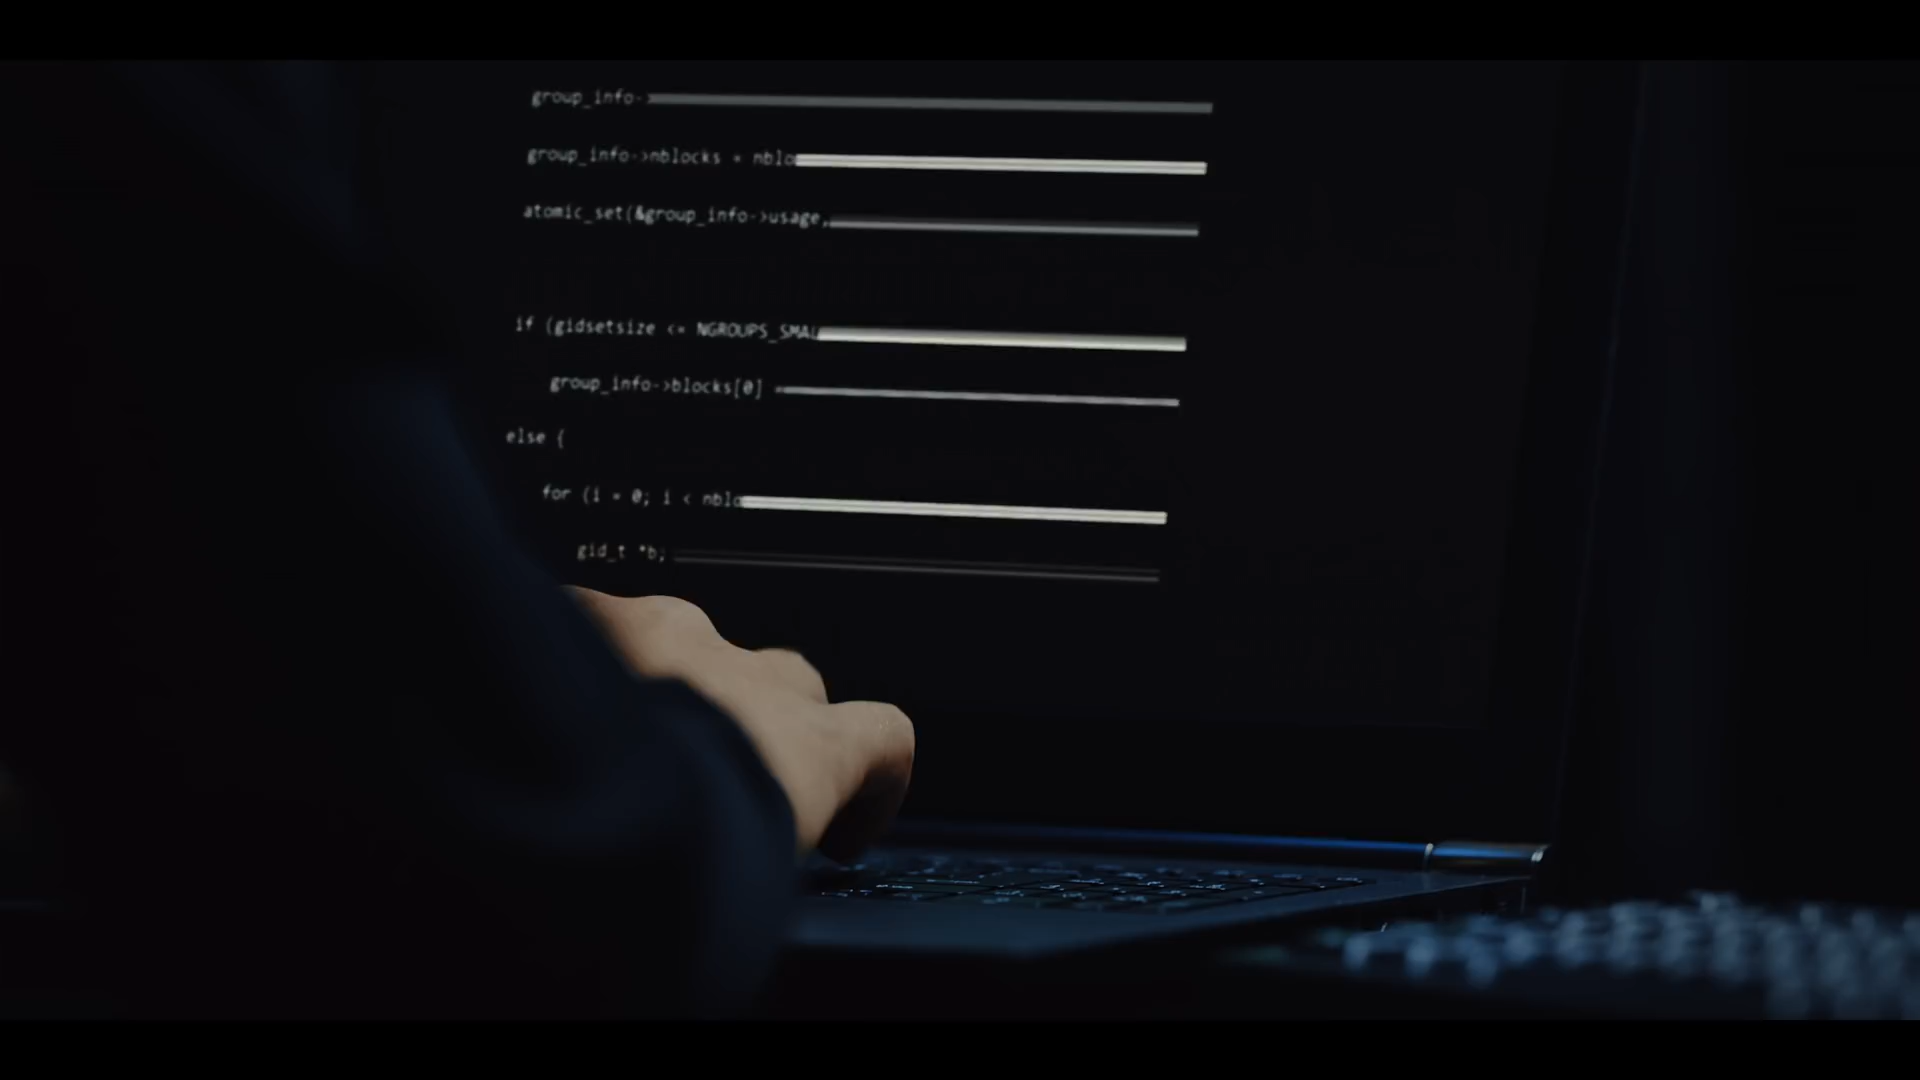 group_info-
group_info->nblocks = nblo
atomic_set(&group_info->usage,
if (gidsetsize <= NGROUPS_SMAL
group_info->blocks[0]
else {
for (i = 0; i < nblo
gid_t *b;